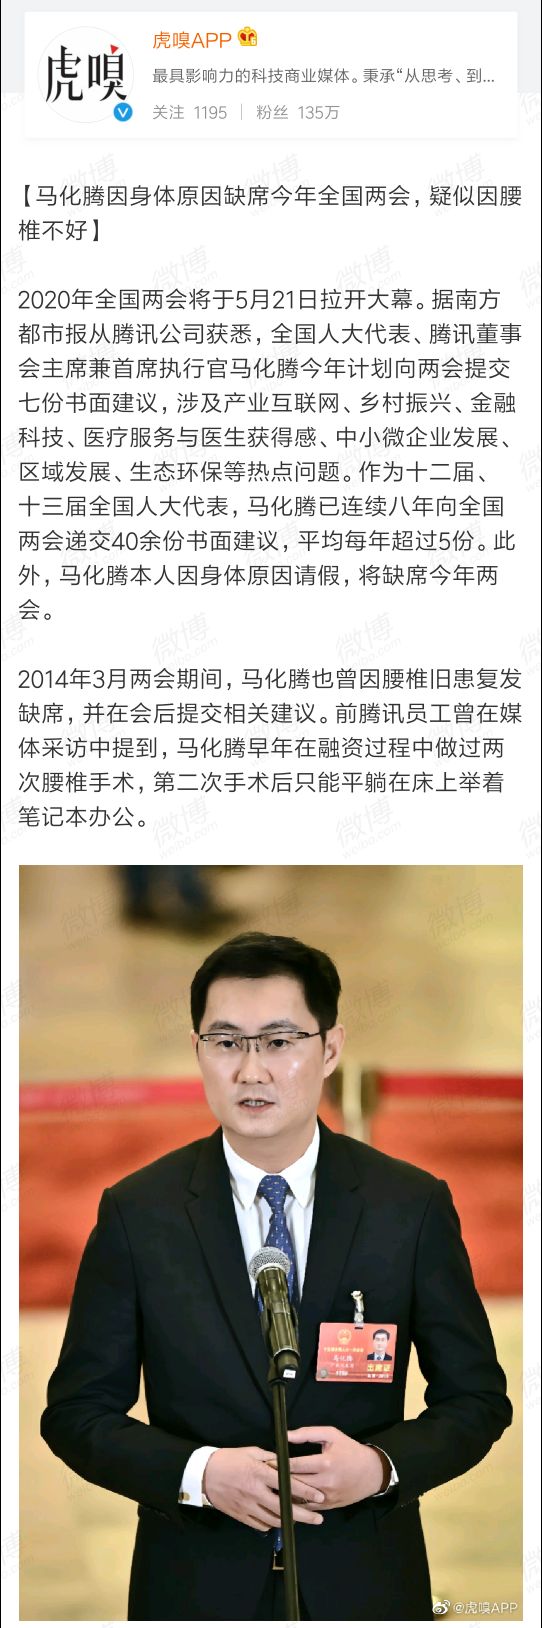 虎嗅
虎嗅APP
最具影响力的科技商业媒体。秉承“从思考、到...
关注 1195 | 粉丝 135万
【马化腾因身体原因缺席今年全国两会，疑似因腰
椎不好】
2020年全国两会将于5月21日拉开大幕。据南方
都市报从腾讯公司获悉，全国人大代表、腾讯董事
会主席兼首席执行官马化腾今年计划向两会提交
七份书面建议，涉及产业互联网、乡村振兴、金融
科技、医疗服务与医生获得感、中小微企业发展、
区域发展、生态环保等热点问题。作为十二届、
十三届全国人大代表，马化腾已连续八年向全国
两会递交40余份书面建议，平均每年超过5份。此
外，马化腾本人因身体原因请假，将缺席今年两
会。
2014年3月两会期间，马化腾也曾因腰椎旧患复发
缺席，并在会后提交相关建议。前腾讯员工曾在媒
体采访中提到，马化腾早年在融资过程中做过两
次腰椎手术，第二次手术后只能平躺在床上举着
笔记本办公。
马化腾
出席证
@虎嗅APP